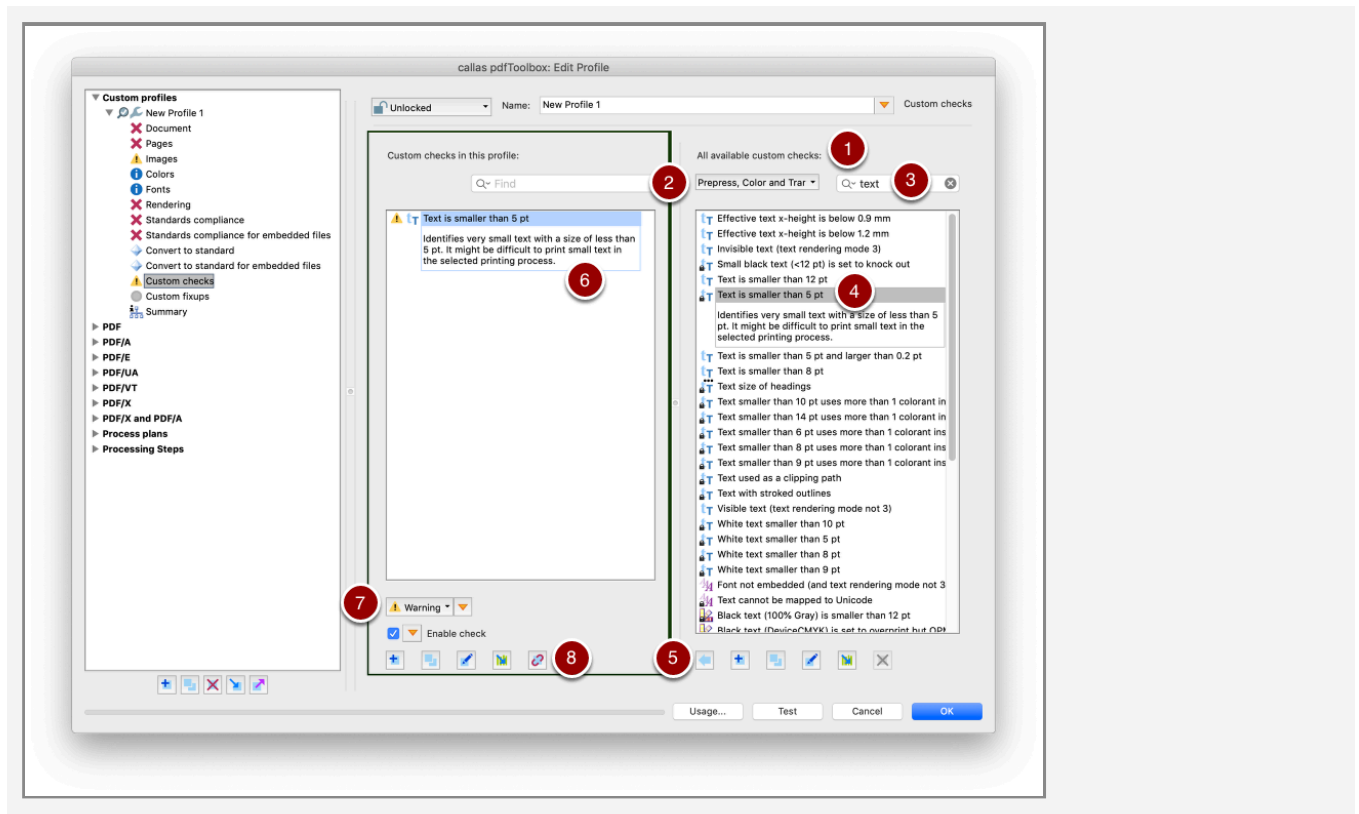 callas pdfToolbox: Edit Profile
Custom profiles
New Profile 1
Document
Pages
Images
Colors
Fonts
Rendering
Standards compliance
Standards compliance for embedded files
Convert to standard
Convert to standard for embedded files
Custom checks
Custom fixups
Summary
PDF
PDF/A
PDF/E
PDF/UA
PDF/VT
PDF/X
PDF/X and PDF/A
Process plans
Processing Steps
Unlocked
Name:
New Profile 1
Custom checks
Custom checks in this profile:
Find
Text is smaller than 5 pt
Identifies very small text with a size of less than
5 pt. It might be difficult to print small text in
the selected printing process.
6
7
Warning
Enable check
8
All available custom checks:
1
2
Prepress, Color and Trar
text
3
Effective text x-height is below 0.9 mm
Effective text x-height is below 1.2 mm
Invisible text (text rendering mode 3)
Small black text (<12 pt) is set to knock out
Text is smaller than 12 pt
Text is smaller than 5 pt
4
Identifies very small text with a size of less than 5
pt. It might be difficult to print small text in the
selected printing process.
Text is smaller than 5 pt and larger than 0.2 pt
Text is smaller than 8 pt
Text size of headings
Text smaller than 10 pt uses more than 1 colorant in
Text smaller than 14 pt uses more than 1 colorant in
Text smaller than 6 pt uses more than 1 colorant ins
Text smaller than 8 pt uses more than 1 colorant ins
Text smaller than 9 pt uses more than 1 colorant ins
Text used as a clipping path
Text with stroked outlines
Visible text (text rendering mode not 3)
White text smaller than 10 pt
White text smaller than 5 pt
White text smaller than 8 pt
White text smaller than 9 pt
Font not embedded (and text rendering mode not 3
Text cannot be mapped to Unicode
Black text (100% Gray) is smaller than 12 pt
Black text (DeviceCMYK) is set to overprint but OPM
5
Usage...
Test
Cancel
OK